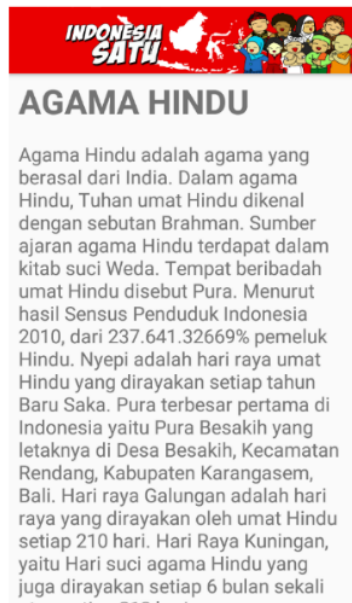 INDONESIA
SATU
AGAMA HINDU
Agama Hindu adalah agama yang
berasal dari India. Dalam agama
Hindu, Tuhan umat Hindu dikenal
dengan sebutan Brahman. Sumber
ajaran agama Hindu terdapat dalam
kitab suci Weda. Tempat beribadah
umat Hindu disebut Pura. Menurut
hasil Sensus Penduduk Indonesia
2010, dari 237.641.32669% pemeluk
Hindu. Nyepi adalah hari raya umat
Hindu yang dirayakan setiap tahun
Baru Saka. Pura terbesar pertama di
Indonesia yaitu Pura Besakih yang
letaknya di Desa Besakih, Kecamatan
Rendang, Kabupaten Karangasem,
Bali. Hari raya Galungan adalah hari
raya yang dirayakan oleh umat Hindu
setiap 210 hari. Hari Raya Kuningan,
yaitu Hari suci agama Hindu yang
juga dirayakan setiap 6 bulan sekali